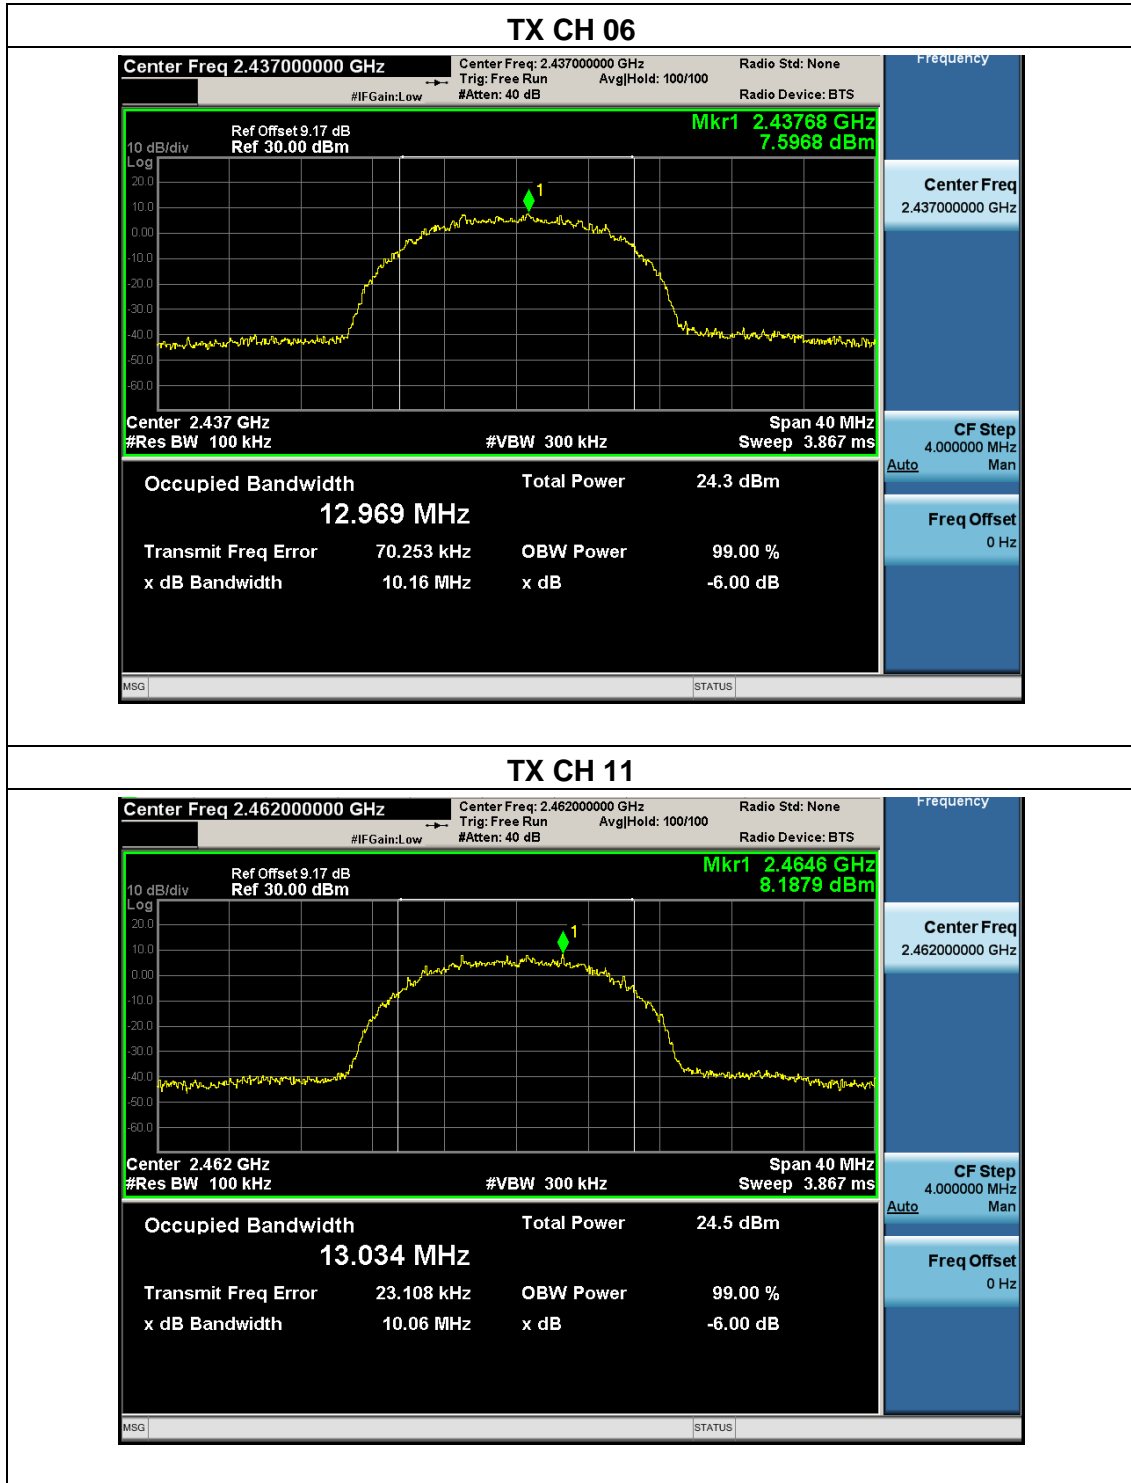 TX CH 06
Center Freq 2.437000000 GHz
Center Freq: 2.437000000 GHz
Radio Std: None
Frequency
Trig: Free Run
Avg|Hold: 100/100
#IFGain:Low
#Atten: 40 dB
Radio Device: BTS
Mkr1 2.43768 GHz
7.5968 dBm
Ref Offset 9.17 dB
10 dB/div
Ref 30.00 dBm
Log
20.0
10.0
0.00
-10.0
-20.0
-30.0
-40.0
-50.0
-60.0
1
Center Freq
2.437000000 GHz
Center 2.437 GHz
Span 40 MHz
#Res BW 100 kHz
#VBW 300 kHz
Sweep 3.867 ms
CF Step
4.000000 MHz
Auto Man
Occupied Bandwidth
Total Power 24.3 dBm
12.969 MHz
Freq Offset
0 Hz
Transmit Freq Error 70.253 kHz OBW Power 99.00 %
x dB Bandwidth 10.16 MHz x dB -6.00 dB
MSG STATUS
TX CH 11
Center Freq 2.462000000 GHz
Center Freq: 2.462000000 GHz
Radio Std: None
Frequency
Trig: Free Run
Avg|Hold: 100/100
#IFGain:Low
#Atten: 40 dB
Radio Device: BTS
Mkr1 2.4646 GHz
8.1879 dBm
Ref Offset 9.17 dB
10 dB/div
Ref 30.00 dBm
Log
20.0
10.0
0.00
-10.0
-20.0
-30.0
-40.0
-50.0
-60.0
1
Center Freq
2.462000000 GHz
Center 2.462 GHz
Span 40 MHz
#Res BW 100 kHz
#VBW 300 kHz
Sweep 3.867 ms
CF Step
4.000000 MHz
Auto Man
Occupied Bandwidth
Total Power 24.5 dBm
13.034 MHz
Freq Offset
0 Hz
Transmit Freq Error 23.108 kHz OBW Power 99.00 %
x dB Bandwidth 10.06 MHz x dB -6.00 dB
MSG STATUS